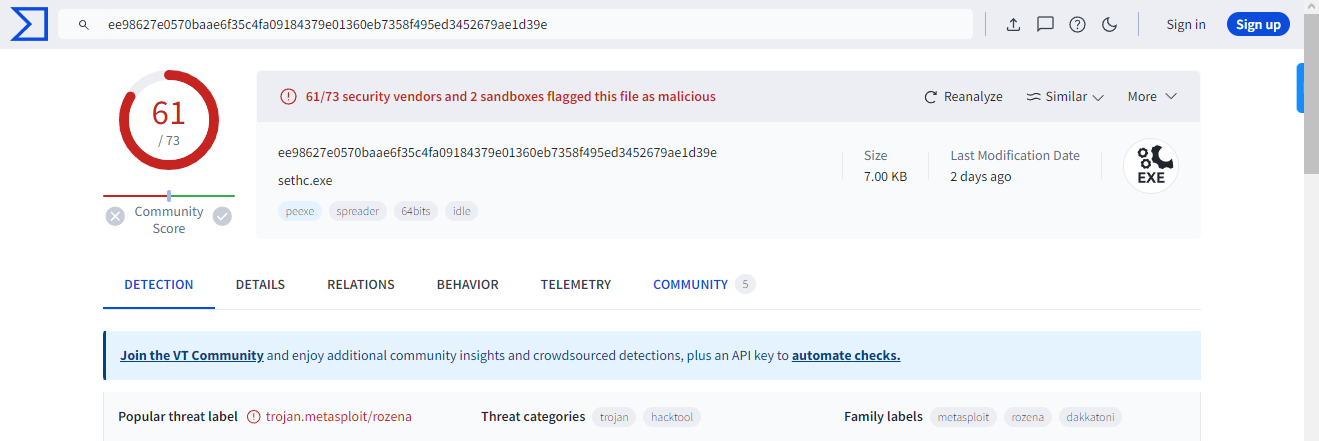 ee98627e0570baae6f35c4fa09184379e01360eb7358f495ed3452679ae1d39e
Sign in
Sign up
61
/ 73
Community
Score
61/73 security vendors and 2 sandboxes flagged this file as malicious
Reanalyze
Similar
More
ee98627e0570baae6f35c4fa09184379e01360eb7358f495ed3452679ae1d39e
sethc.exe
peexe
spreader
64bits
idle
Size
7.00 KB
Last Modification Date
2 days ago
EXE
DETECTION
DETAILS
RELATIONS
BEHAVIOR
TELEMETRY
COMMUNITY 5
Join the VT Community and enjoy additional community insights and crowdsourced detections, plus an API key to automate checks.
Popular threat label trojan.metasploit/rozena
Threat categories trojan hacktool
Family labels metasploit rozena dakkatoni